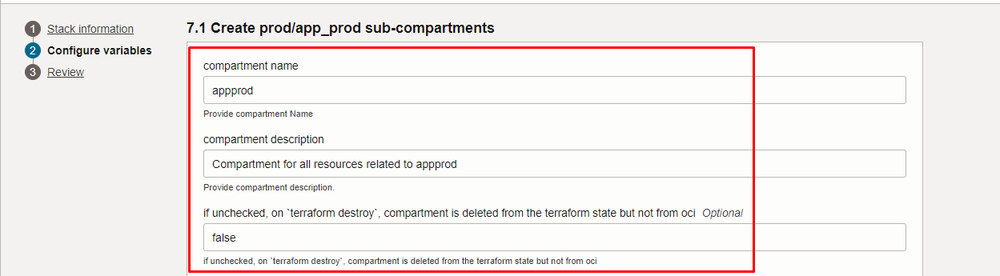 1 Stack information
2 Configure variables
3 Review
7.1 Create prod/app_prod sub-compartments
compartment name
appprod
Provide compartment Name
compartment description
Compartment for all resources related to appprod
Provide compartment description.
if unchecked, on `terraform destroy`, compartment is deleted from the terraform state but not from oci Optional
false
if unchecked, on `terraform destroy`, compartment is deleted from the terraform state but not from oci